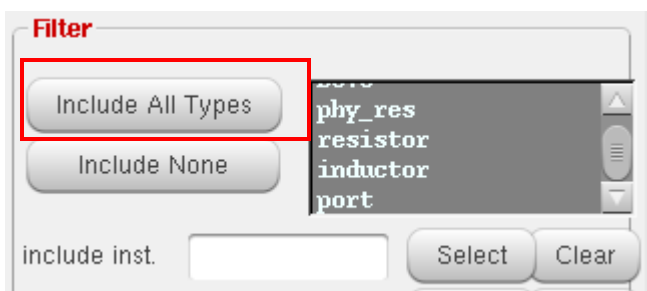 Filter
Include All Types
phy_res
resistor
Include None
inductor
port
include inst.
Select
Clear